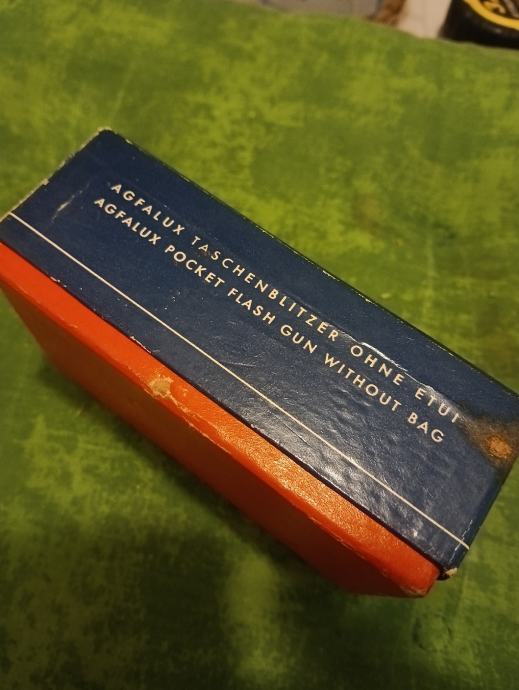 AGFALUX TASCHENBLITZER OHNE ETUI
AGFALUX POCKET FLASH GUN WITHOUT BAG